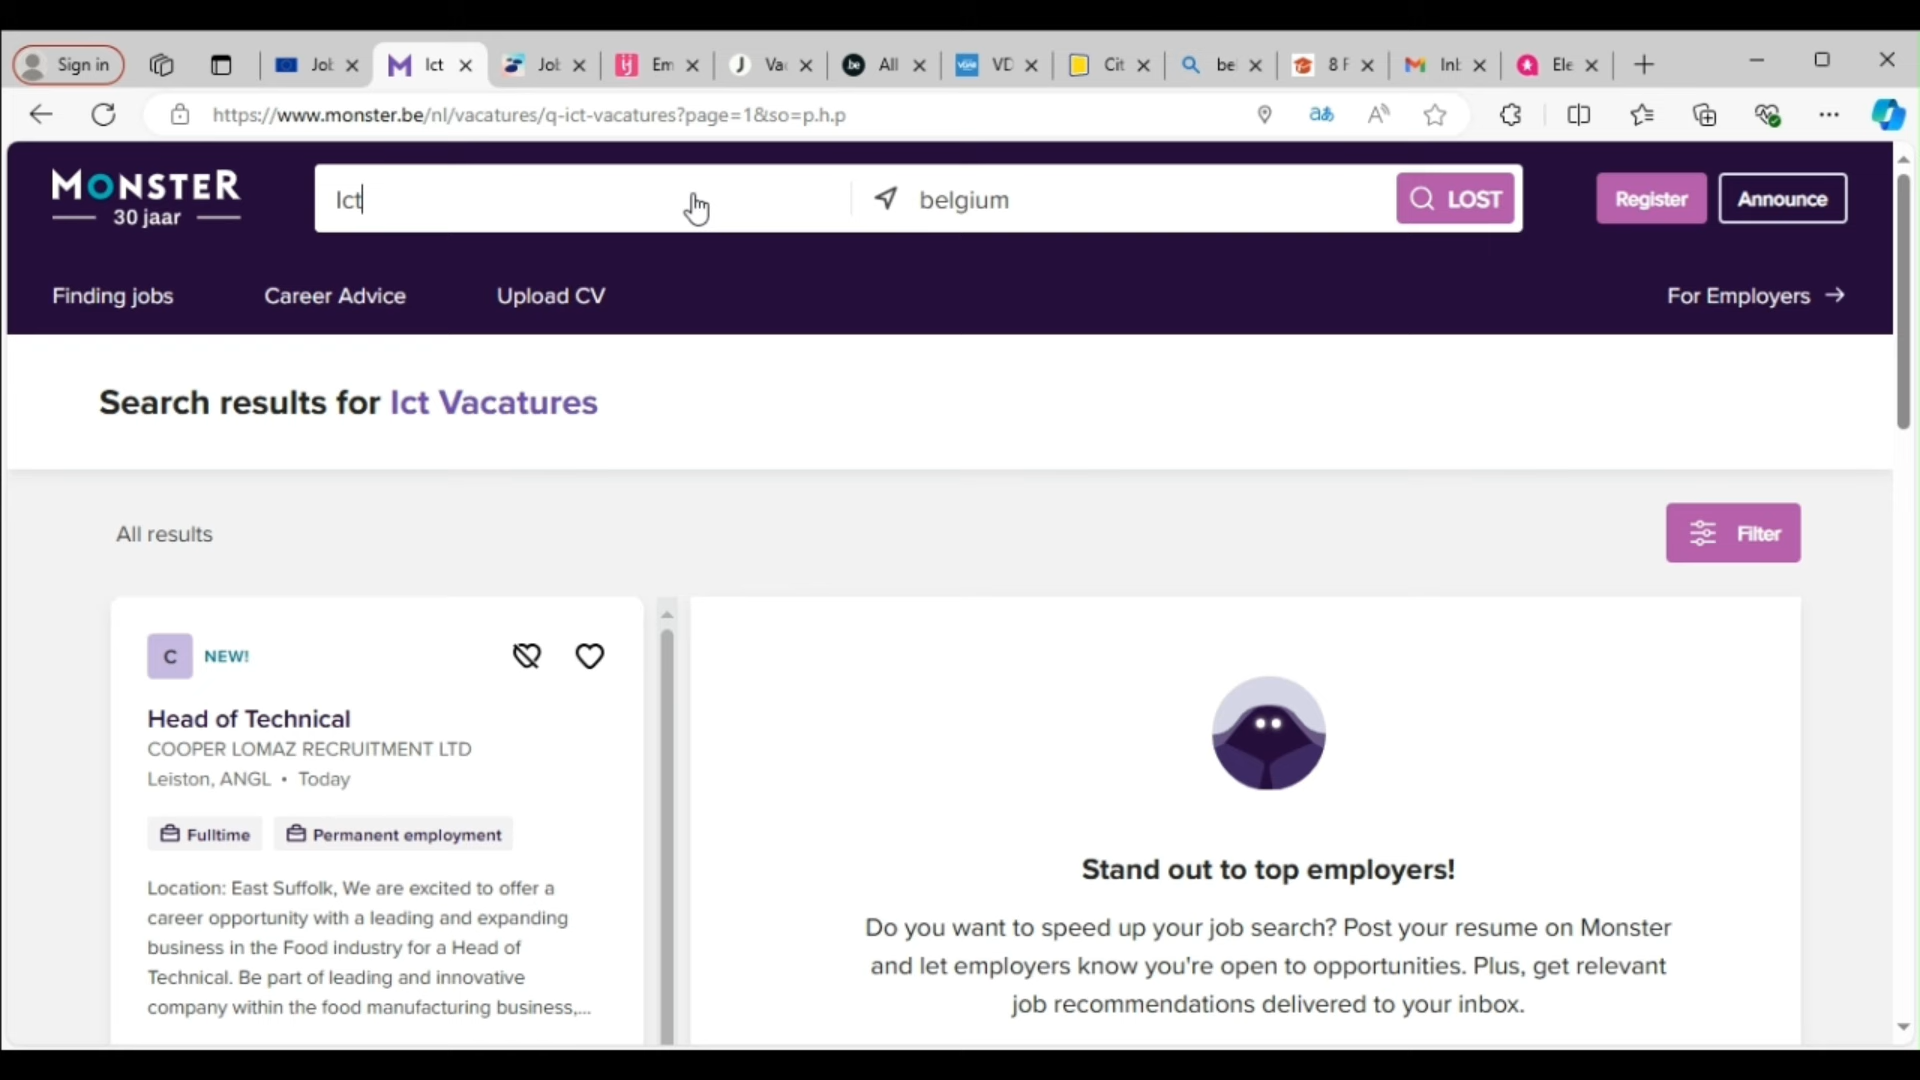 Sign in
Job
Ict
Job
Em
Va
All
VD
Cit
be
8 F
Inb
Ele
https://www.monster.be/nl/vacatures/q-ict-vacatures?page=1&so=p.h.p
MONSTER
30 jaar
Ict
belgium
LOST
Register
Announce
Finding jobs
Career Advice
Upload CV
For Employers
Search results for Ict Vacatures
All results
Filter
C
NEW!
Head of Technical
COOPER LOMAZ RECRUITMENT LTD
Leiston, ANGL • Today
Fulltime
Permanent employment
Location: East Suffolk, We are excited to offer a
career opportunity with a leading and expanding
business in the Food industry for a Head of
Technical. Be part of leading and innovative
company within the food manufacturing business,...
Stand out to top employers!
Do you want to speed up your job search? Post your resume on Monster
and let employers know you're open to opportunities. Plus, get relevant
job recommendations delivered to your inbox.